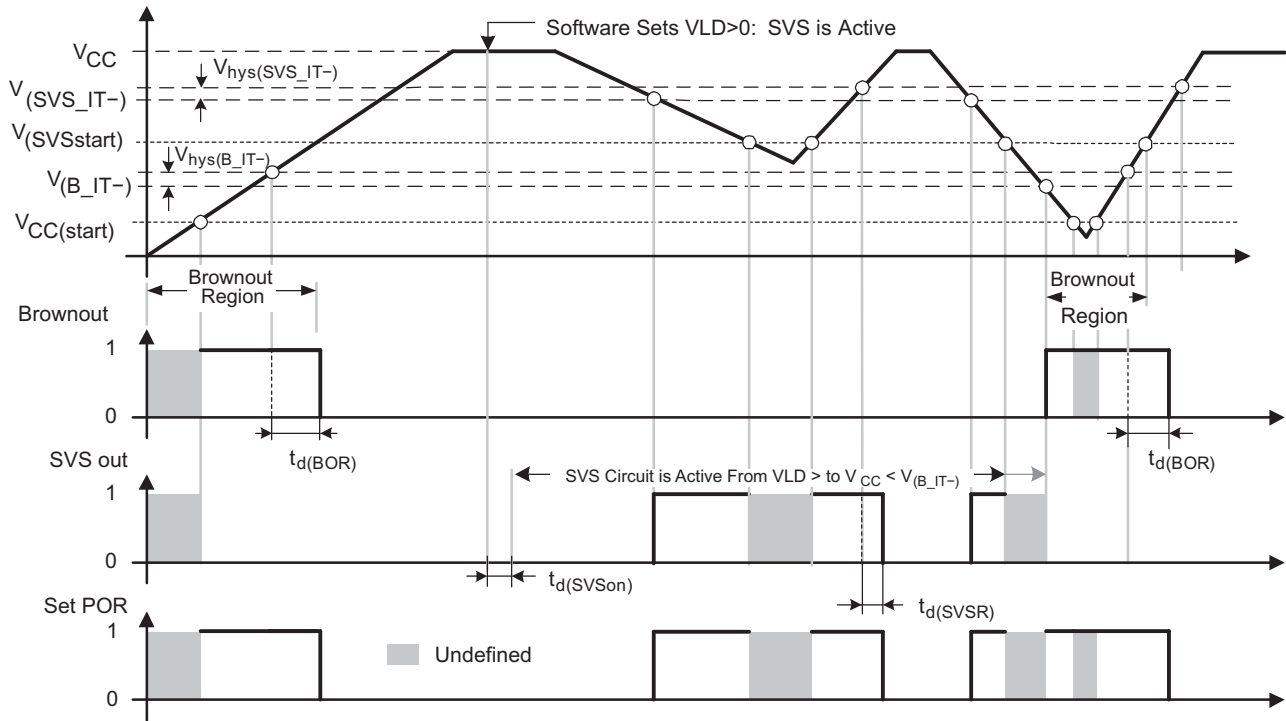 Software Sets VLD>0: SVS is Active
VCC
Vhys(SVS_IT−)
V(SVS_IT−)
V(SVSstart)
Vhys(B_IT−)
V(B_IT−)
VCC(start)
Brownout
Region
Brownout
Region
Brownout
1
0
td(BOR)
td(BOR)
SVS out
SVS Circuit is Active From VLD > to VCC < V(B_IT−)
1
0
td(SVSon)
td(SVSR)
Set POR
1
Undefined
0